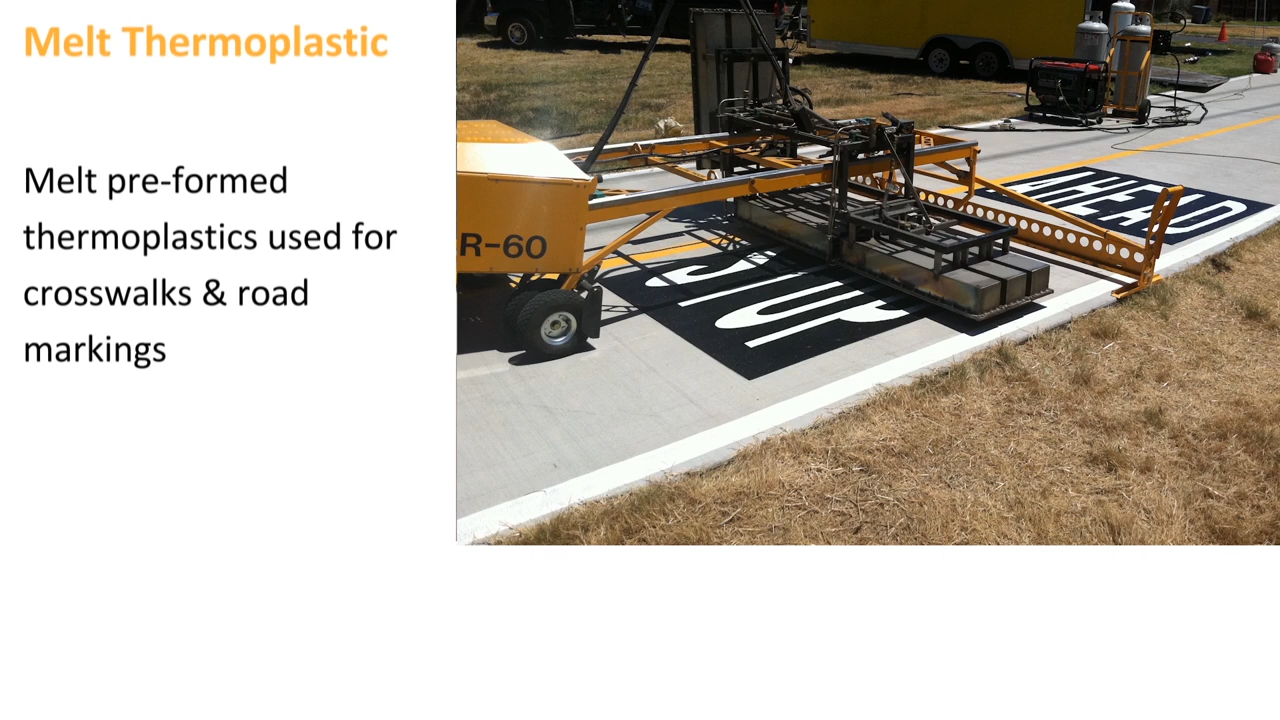 Melt Thermoplastic
Melt pre-formed
thermoplastics used for
crosswalks & road
markings
R-60
STOP
AHEAD